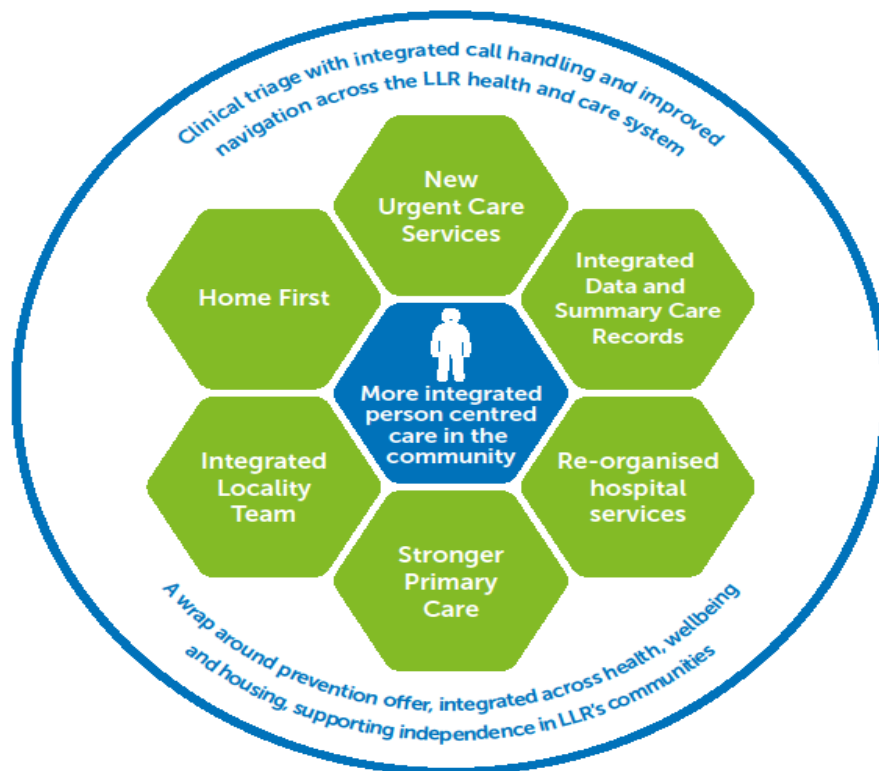 Clinical triage with integrated call handling and improved
navigation across the LLR health and care system
New
Urgent Care
Services
Home First
Integrated
Data and
Summary Care
Records
More integrated
person centred
care in the
community
Integrated
Locality
Team
Re-organised
hospital
services
Stronger
Primary
Care
A wrap around prevention offer, integrated across health, wellbeing
and housing, supporting independence in LLR's communities